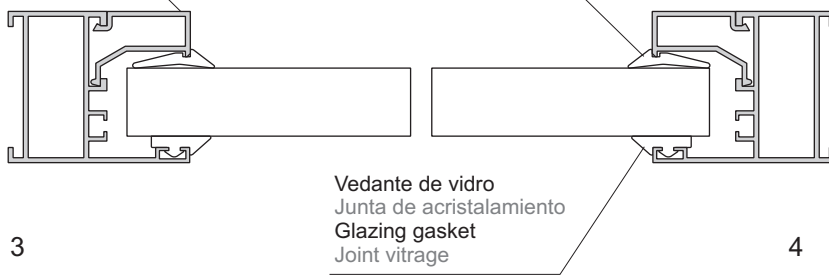 Vedante de vidro
Junta de acristalamiento
Glazing gasket
Joint vitrage
3
4